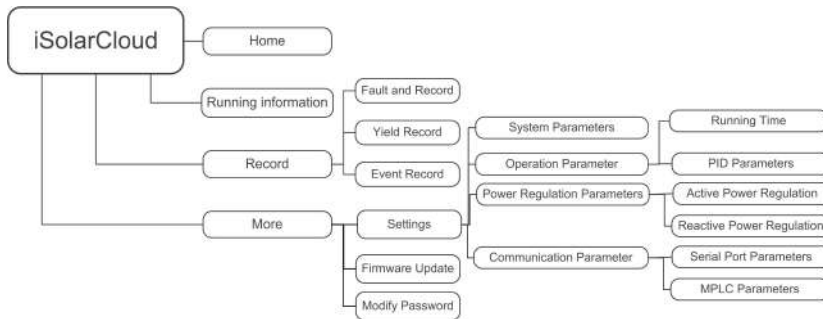 iSolarCloud
Home
Running information
Record
Fault and Record
Yield Record
Event Record
More
Settings
System Parameters
Operation Parameter
Running Time
PID Parameters
Power Regulation Parameters
Active Power Regulation
Reactive Power Regulation
Communication Parameter
Serial Port Parameters
MPLC Parameters
Firmware Update
Modify Password